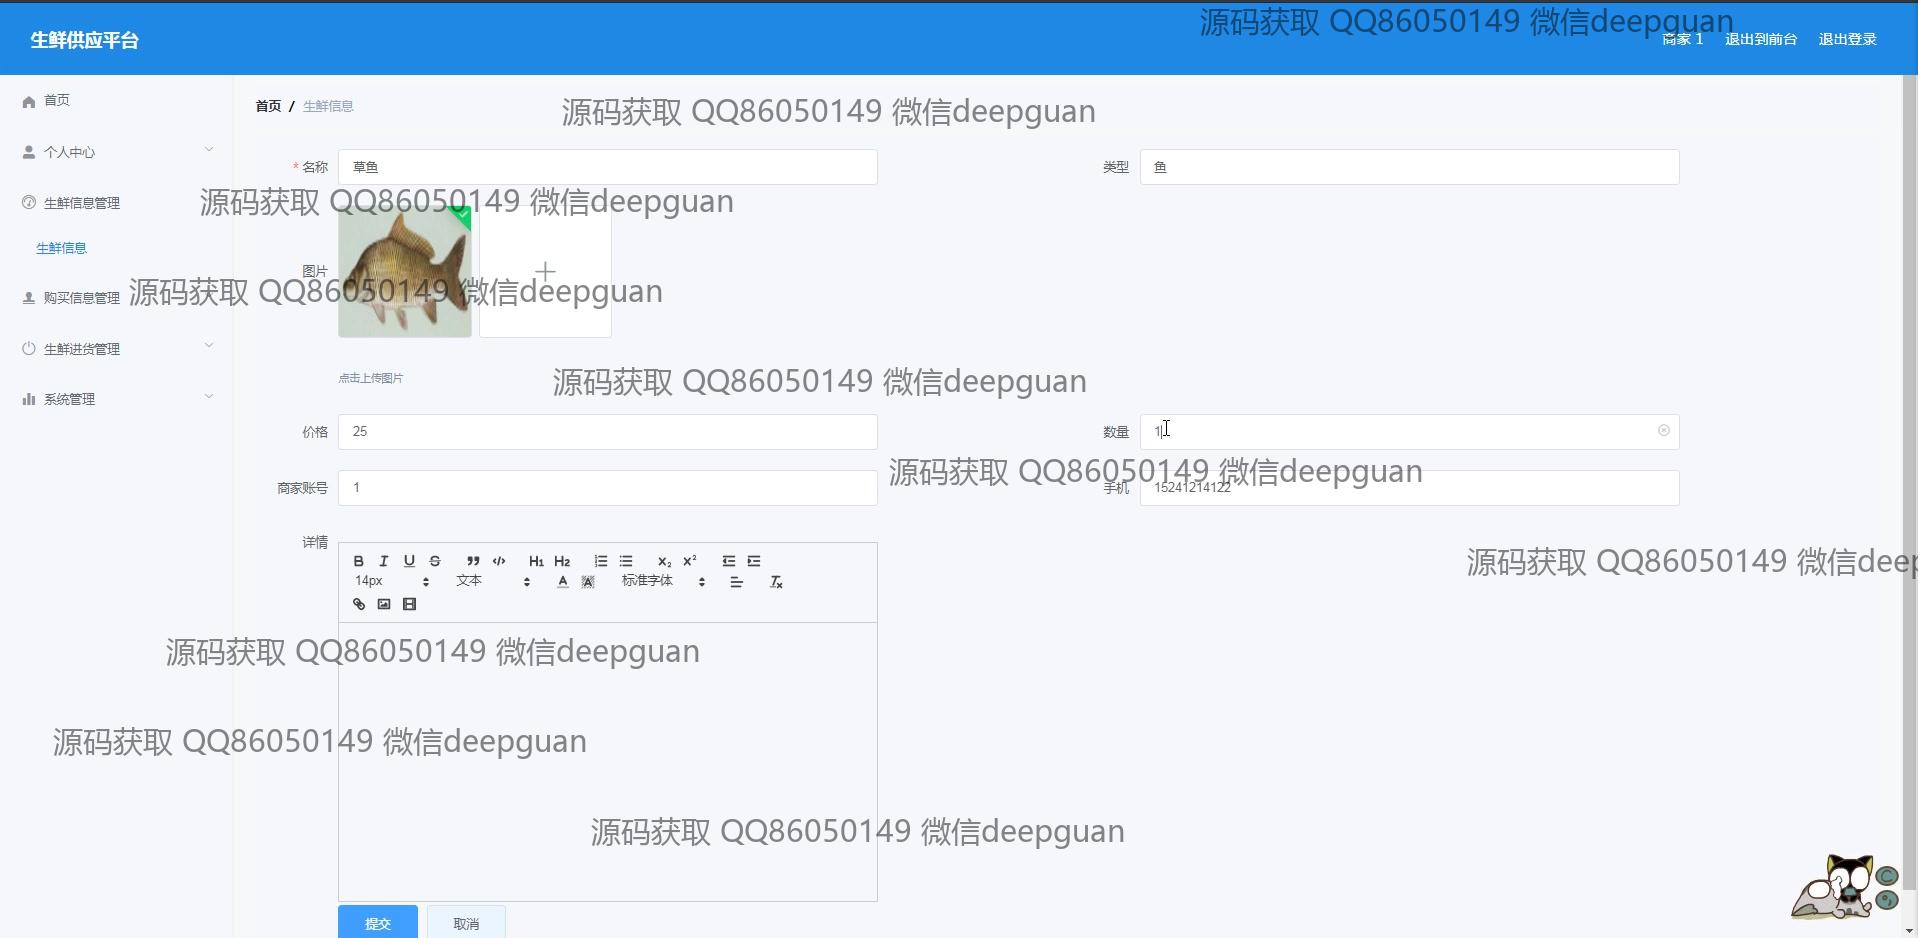 源码获取 QQ86050149 微信deepguan
生鲜供应平台
商家 1 退出到前台 退出登录
首页
首页 / 生鲜信息
源码获取 QQ86050149 微信deepguan
个人中心
* 名称 草鱼 类型 鱼
生鲜信息管理
源码获取 QQ86050149 微信deepguan
生鲜信息
图片
购买信息管理
源码获取 QQ86050149 微信deepguan
生鲜进货管理
点击上传图片
源码获取 QQ86050149 微信deepguan
系统管理
价格 25 数量 1
源码获取 QQ86050149 微信deepguan
商家账号 1 手机 15241214122
详情
B I U S " </> H1 H2 X2 X2
源码获取 QQ86050149 微信deep
14px 文本 A A 标准字体 Tx
源码获取 QQ86050149 微信deepguan
源码获取 QQ86050149 微信deepguan
源码获取 QQ86050149 微信deepguan
提交 取消